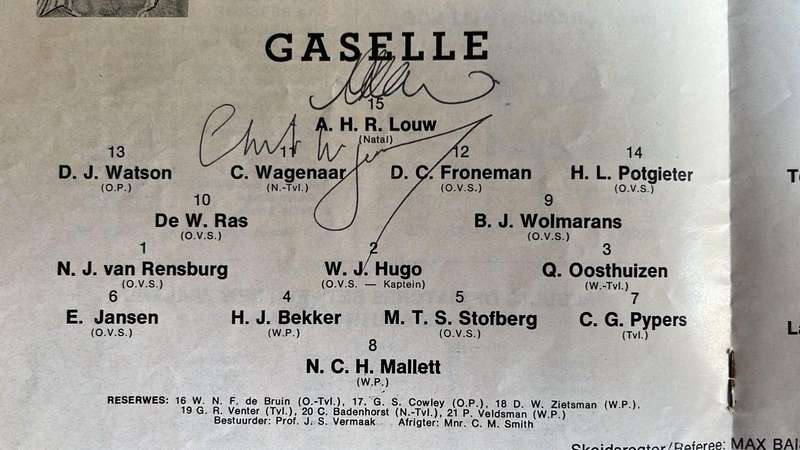 GASELLE
15
A. H. R. Louw
(Natal)
13 11 12 14
D. J. Watson C. Wagenaar D. C. Froneman H. L. Potgieter
(O.P.) (N.-Tvl.) (O.V.S.) (O.V.S.)
10 9
De W. Ras B. J. Wolmarans
(O.V.S.) (O.V.S.)
1 2 3
N. J. van Rensburg W. J. Hugo Q. Oosthuizen
(O.V.S.) (O.V.S. — Kaptein) (W.-Tvl.)
6 4 5 7
E. Jansen H. J. Bekker M. T. S. Stofberg C. G. Pypers
(O.V.S.) (W.P.) (O.V.S.) (Tvl.)
8
N. C. H. Mallett
(W.P.)
RESERWES: 16 W. N. F. de Bruin (O.-Tvl.), 17. G. S. Cowley (O.P.), 18 D. W. Zietsman (W.P.).
19 G. R. Venter (Tvl.), 20 C. Badenhorst (N.-Tvl.), 21 P. Veldsman (W.P.)
Bestuurder: Prof. J. S. Vermaak Afrigter: Mnr. C. M. Smith
Skeidsregter/Referee: MAX BAI